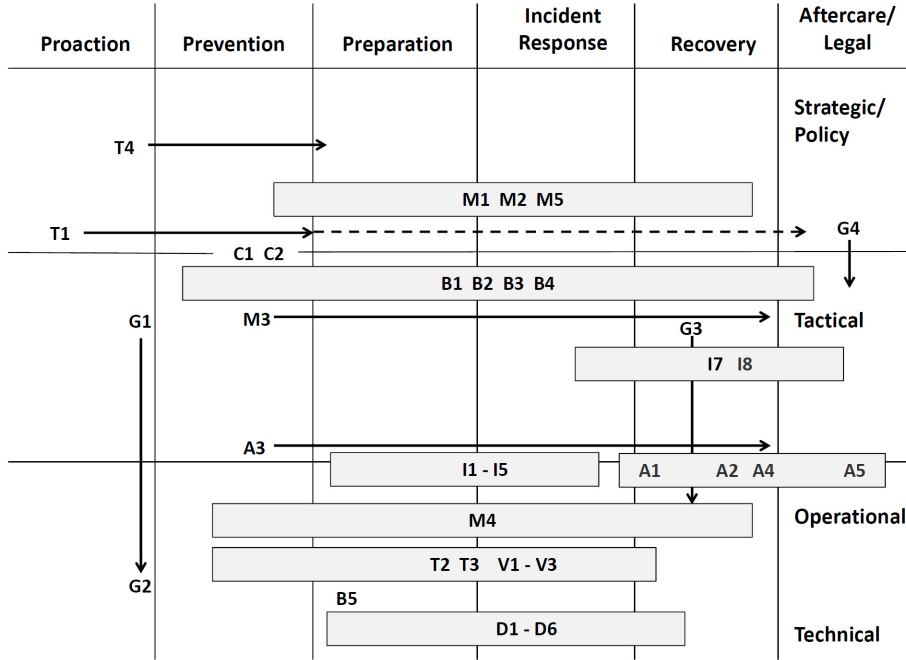 Proaction
Prevention
Preparation
Incident
Response
Recovery
Aftercare/
Legal
Strategic/
Policy
T4
M1 M2 M5
T1
G4
C1 C2
B1 B2 B3 B4
G1
M3
Tactical
G3
I7 I8
A3
I1 - I5
A1 A2 A4 A5
M4
Operational
T2 T3 V1 - V3
G2
B5
D1 - D6
Technical